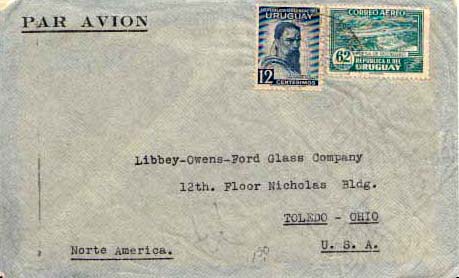 PAR AVION
URUGUAY
12
CENTESIMOS
CORREO AEREO
62
REPUBLICA O. DEL
URUGUAY
Libbey-Owens-Ford Glass Company
12th. Floor Nicholas Bldg.
TOLEDO - OHIO
Norte America.
U. S. A.